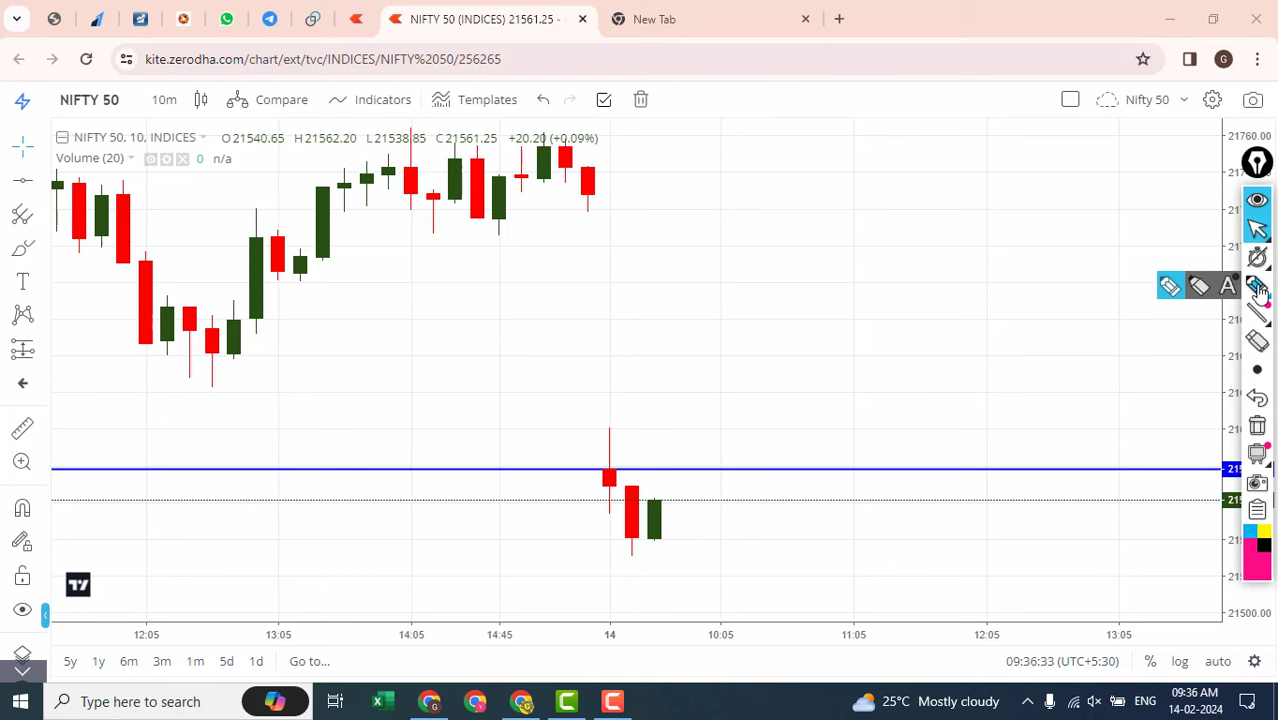 NIFTY 50 (INDICES) 21561.25 -
New Tab
kite.zerodha.com/chart/ext/tvc/INDICES/NIFTY%2050/256265
G
NIFTY 50
10m
Compare
Indicators
Templates
Nifty 50
NIFTY 50, 10, INDICES
O21540.65 H21562.20 L21538.85 C21561.25 +20.20 (+0.09%)
Volume (20)
0 n/a
21760.00
A
21500.00
12:05
13:05
14:05
14:45
14
10:05
11:05
12:05
13:05
5y
1y
6m
3m
1m
5d
1d
Go to...
09:36:33 (UTC+5:30)
%
log
auto
Type here to search
25°C Mostly cloudy
ENG
09:36 AM
14-02-2024